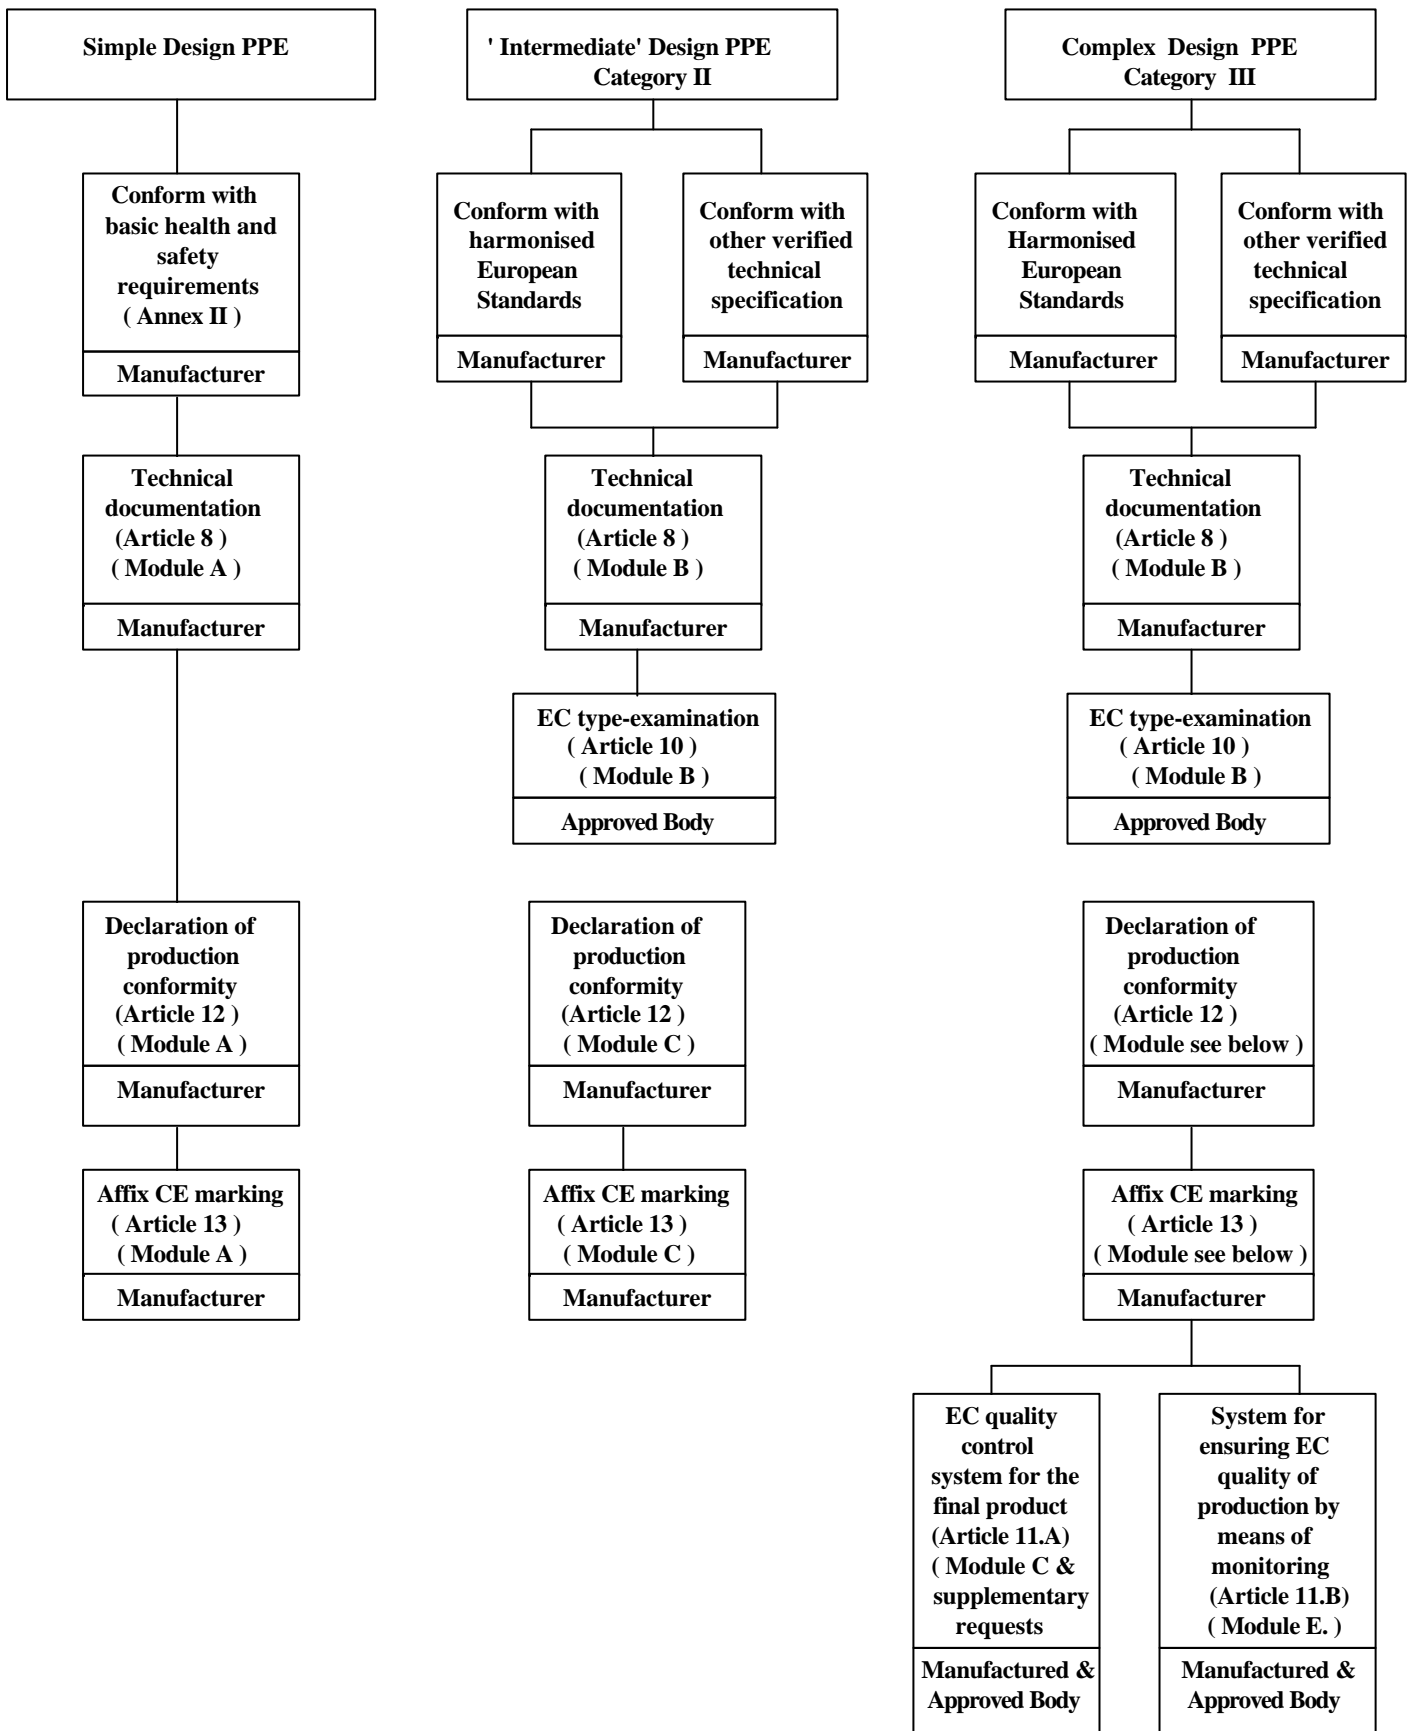 Simple Design PPE
' Intermediate' Design PPE
Category II
Complex Design PPE
Category III
Conform with
basic health and
safety
requirements
( Annex II )
Manufacturer
Conform with
harmonised
European
Standards
Manufacturer
Conform with
other verified
technical
specification
Manufacturer
Conform with
Harmonised
European
Standards
Manufacturer
Conform with
other verified
technical
specification
Manufacturer
Technical
documentation
(Article 8 )
( Module A )
Manufacturer
Technical
documentation
(Article 8 )
( Module B )
Manufacturer
Technical
documentation
(Article 8 )
( Module B )
Manufacturer
EC type-examination
( Article 10 )
( Module B )
Approved Body
EC type-examination
( Article 10 )
( Module B )
Approved Body
Declaration of
production
conformity
(Article 12 )
( Module A )
Manufacturer
Declaration of
production
conformity
(Article 12 )
( Module C )
Manufacturer
Declaration of
production
conformity
(Article 12 )
( Module see below )
Manufacturer
Affix CE marking
( Article 13 )
( Module A )
Manufacturer
Affix CE marking
( Article 13 )
( Module C )
Manufacturer
Affix CE marking
( Article 13 )
( Module see below )
Manufacturer
EC quality
control
system for the
final product
(Article 11.A)
( Module C &
supplementary
requests
Manufactured &
Approved Body
System for
ensuring EC
quality of
production by
means of
monitoring
(Article 11.B)
( Module E. )
Manufactured &
Approved Body